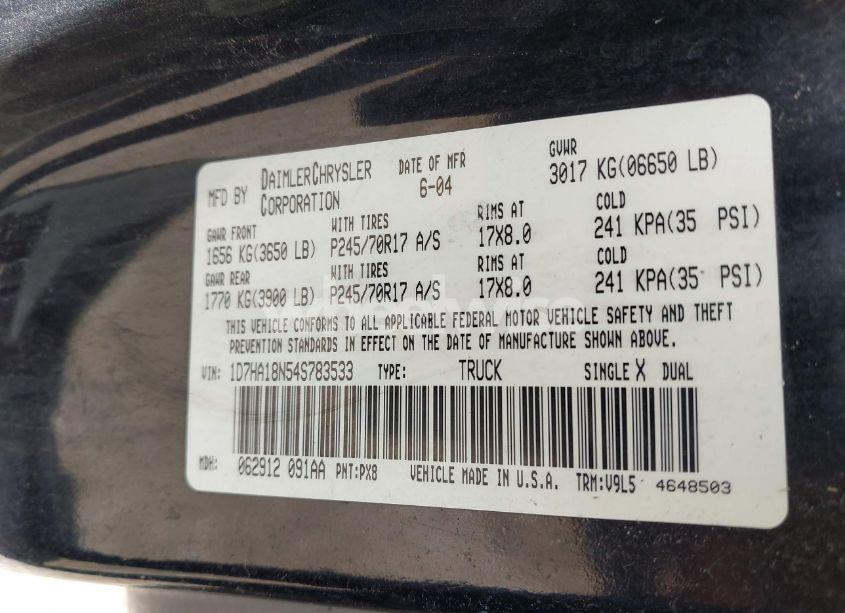 MFD BY DAIMLERCHRYSLER CORPORATION DATE OF MFR 6-04 GVWR 3017 KG(06650 LB)
GAWR FRONT WITH TIRES RIMS AT COLD
1656 KG(3650 LB) P245/70R17 A/S 17X8.0 241 KPA(35 PSI)
GAWR REAR WITH TIRES RIMS AT COLD
1770 KG(3900 LB) P245/70R17 A/S 17X8.0 241 KPA(35 PSI)
THIS VEHICLE CONFORMS TO ALL APPLICABLE FEDERAL MOTOR VEHICLE SAFETY AND THEFT
PREVENTION STANDARDS IN EFFECT ON THE DATE OF MANUFACTURE SHOWN ABOVE.
VIN: 1D7HA18N54S783533 TYPE: TRUCK SINGLE X DUAL
MDH: 062912 091AA PNT:PX8 VEHICLE MADE IN U.S.A. TRM:V9L5 4648503